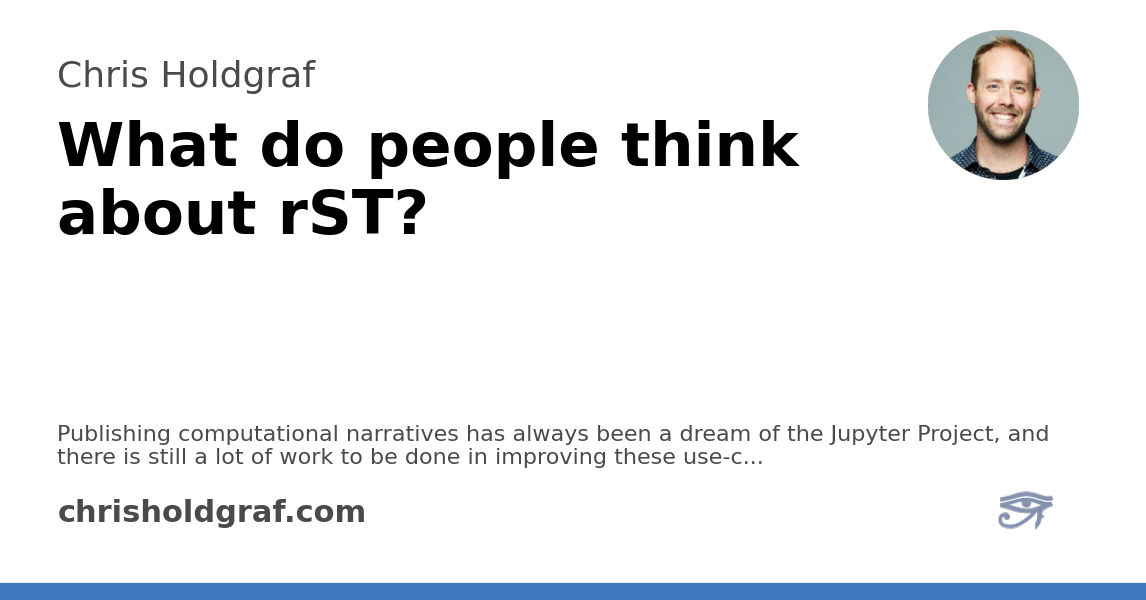 Chris Holdgraf
What do people think
about rST?
Publishing computational narratives has always been a dream of the Jupyter Project, and
there is still a lot of work to be done in improving these use-c...
chrisholdgraf.com